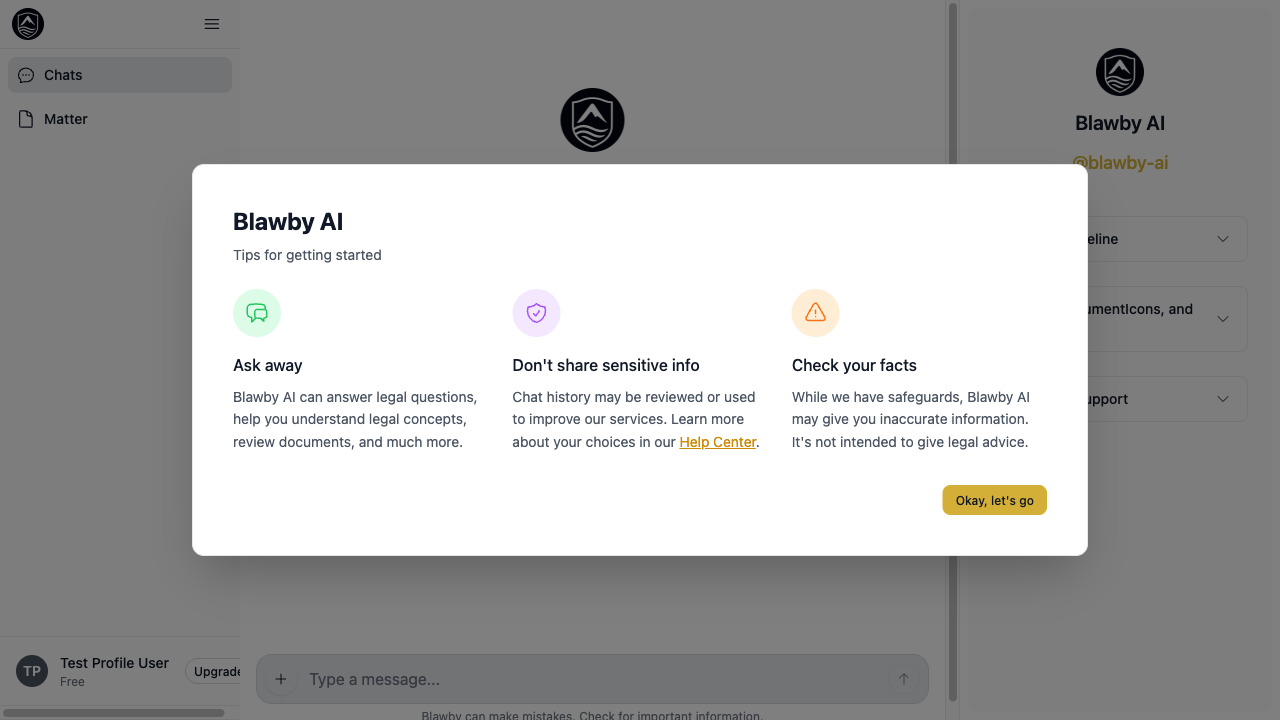 Chats
Matter
Test Profile User
Free
TP
Upgrade
Blawby AI
Tips for getting started
Ask away
Blawby AI can answer legal questions,
help you understand legal concepts,
review documents, and much more.
Don't share sensitive info
Chat history may be reviewed or used
to improve our services. Learn more
about your choices in our Help Center.
Check your facts
While we have safeguards, Blawby AI
may give you inaccurate information.
It's not intended to give legal advice.
Okay, let's go
Type a message...
Blawby can make mistakes. Check for important information.
Blawby AI
@blawby-ai
eline
umentIcons, and
upport